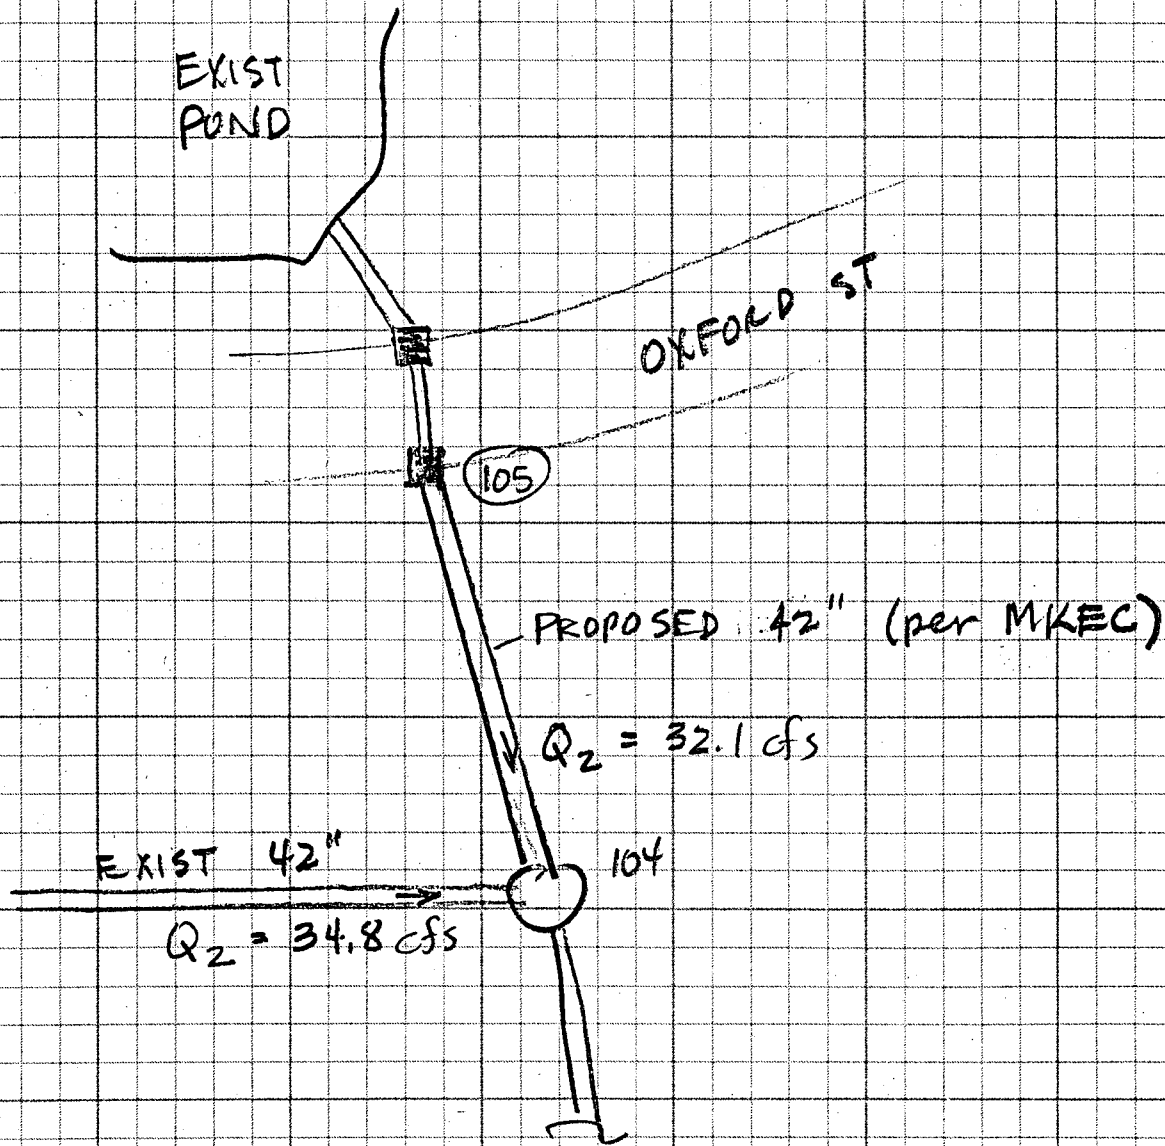 EXIST
POND
OXFORD ST
105
PROPOSED 42" (per MKEC)
Q₂ = 32.1 cfs
EXIST 42"
104
Q₂ = 34.8 cfs